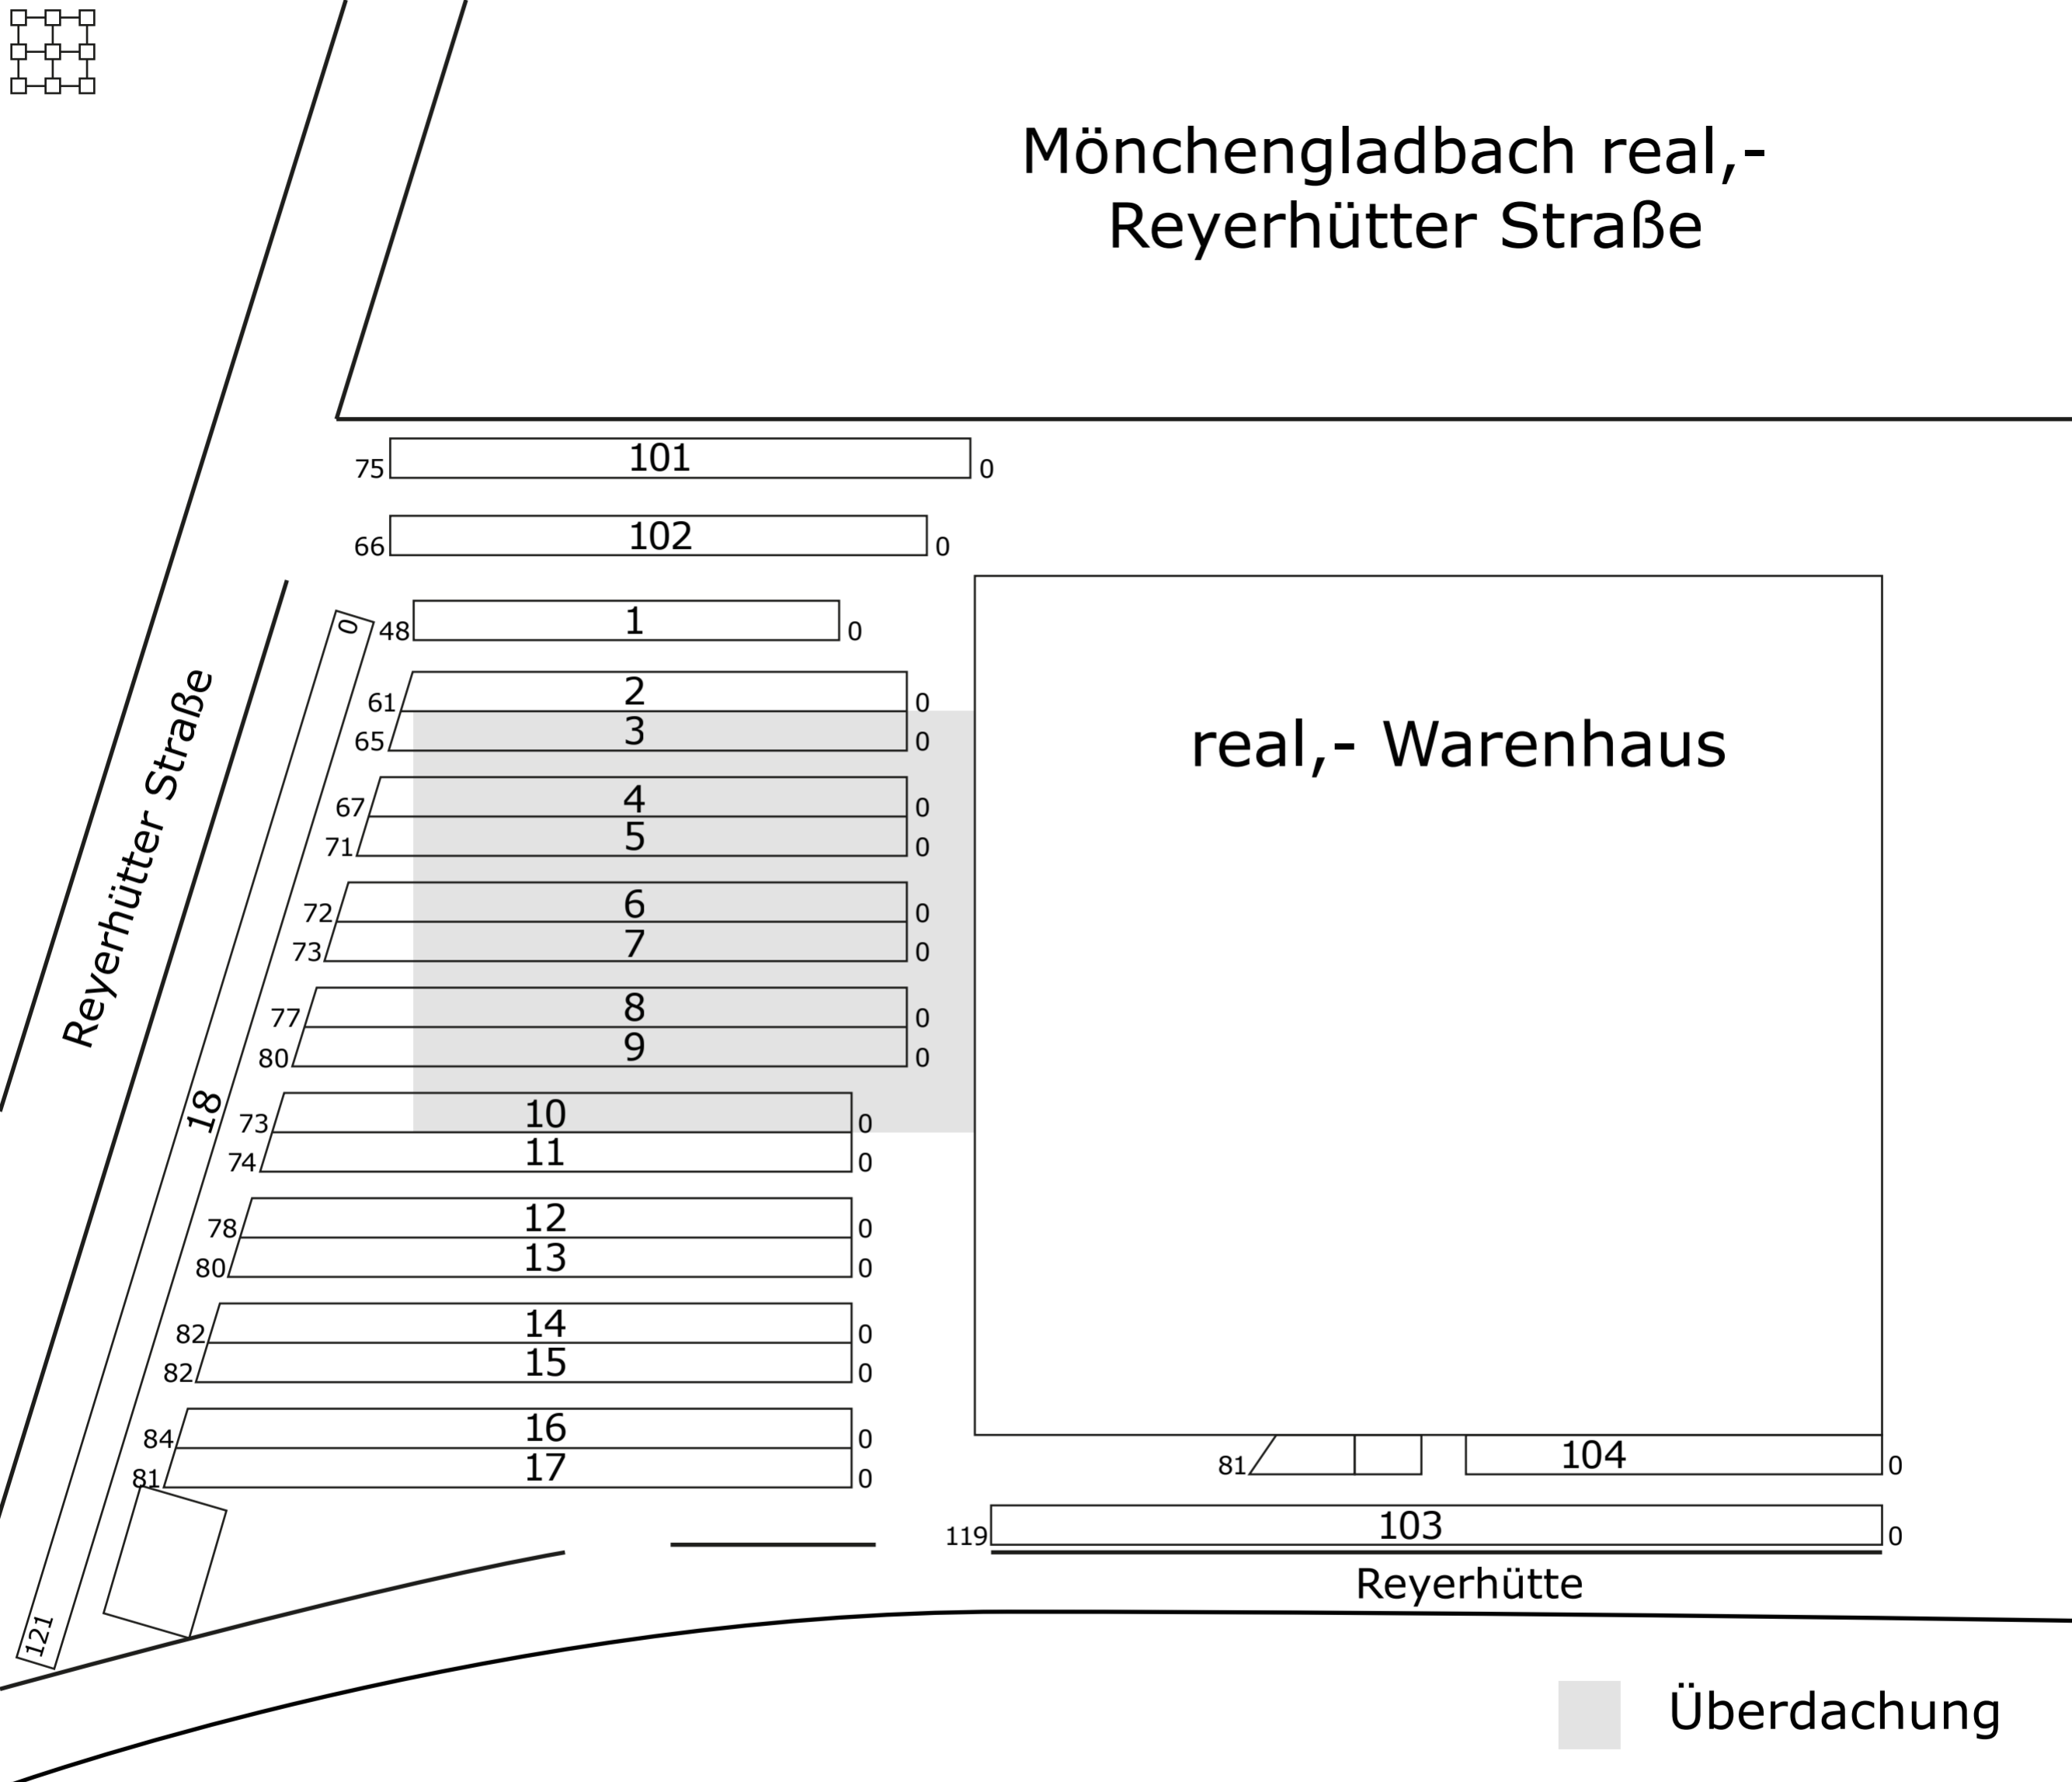 Mönchengladbach real,-
Reyerhütter Straße
75 101 0
66 102 0
48 1 0
61 2 0
65 3 0
67 4 0
71 5 0
72 6 0
73 7 0
77 8 0
80 9 0
73 10 0
74 11 0
78 12 0
80 13 0
82 14 0
82 15 0
84 16 0
81 17 0
0
18
121
Reyerhütter Straße
real,- Warenhaus
81 104 0
119 103 0
Reyerhütte
Überdachung